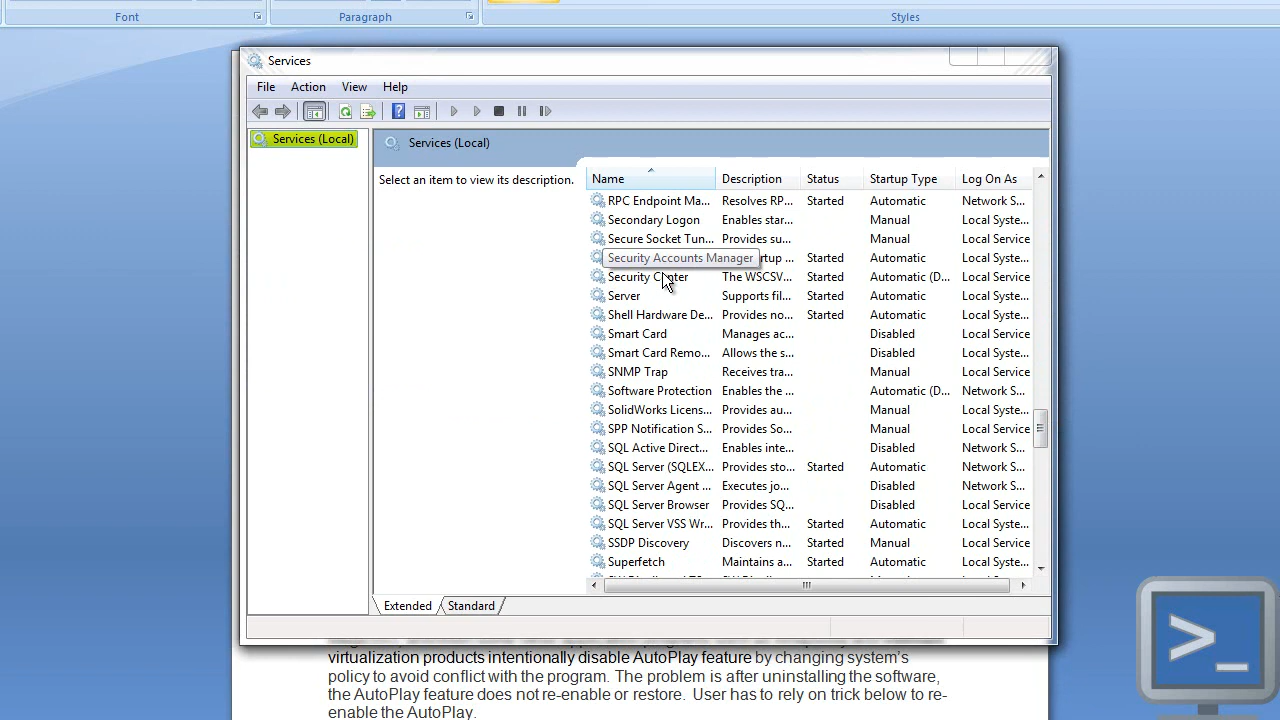 Font Paragraph Styles
Services
File Action View Help
Services (Local)
Services (Local)
Select an item to view its description.
Name Description Status Startup Type Log On As
RPC Endpoint Ma... Resolves RP... Started Automatic Network S...
Secondary Logon Enables star... Manual Local Syste...
Secure Socket Tun... Provides su... Manual Local Service
Security Accounts Manager rtup ... Started Automatic Local Syste...
Security Center The WSCSV... Started Automatic (D... Local Service
Server Supports fil... Started Automatic Local Syste...
Shell Hardware De... Provides no... Started Automatic Local Syste...
Smart Card Manages ac... Disabled Local Service
Smart Card Remo... Allows the s... Disabled Local Syste...
SNMP Trap Receives tra... Manual Local Service
Software Protection Enables the ... Automatic (D... Network S...
SolidWorks Licens... Provides au... Manual Local Syste...
SPP Notification S... Provides So... Manual Local Service
SQL Active Direct... Enables inte... Disabled Network S...
SQL Server (SQLEX... Provides sto... Started Automatic Network S...
SQL Server Agent ... Executes jo... Disabled Network S...
SQL Server Browser Provides SQ... Disabled Local Service
SQL Server VSS Wr... Provides th... Started Automatic Local Syste...
SSDP Discovery Discovers n... Started Manual Local Service
Superfetch Maintains a... Started Automatic Local Syste...
Extended Standard
virtualization products intentionally disable AutoPlay feature by changing system's
policy to avoid conflict with the program. The problem is after uninstalling the software,
the AutoPlay feature does not re-enable or restore. User has to rely on trick below to re-
enable the AutoPlay.